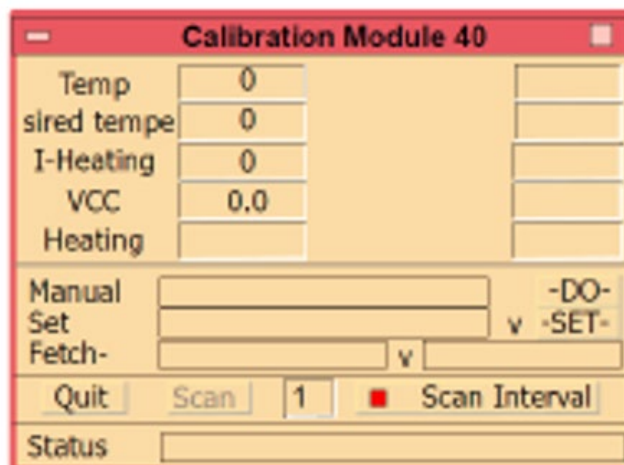 Calibration Module 40
Temp 0
sired tempe 0
I-Heating 0
VCC 0.0
Heating
Manual -DO-
Set v -SET-
Fetch- v
Quit Scan 1 Scan Interval
Status